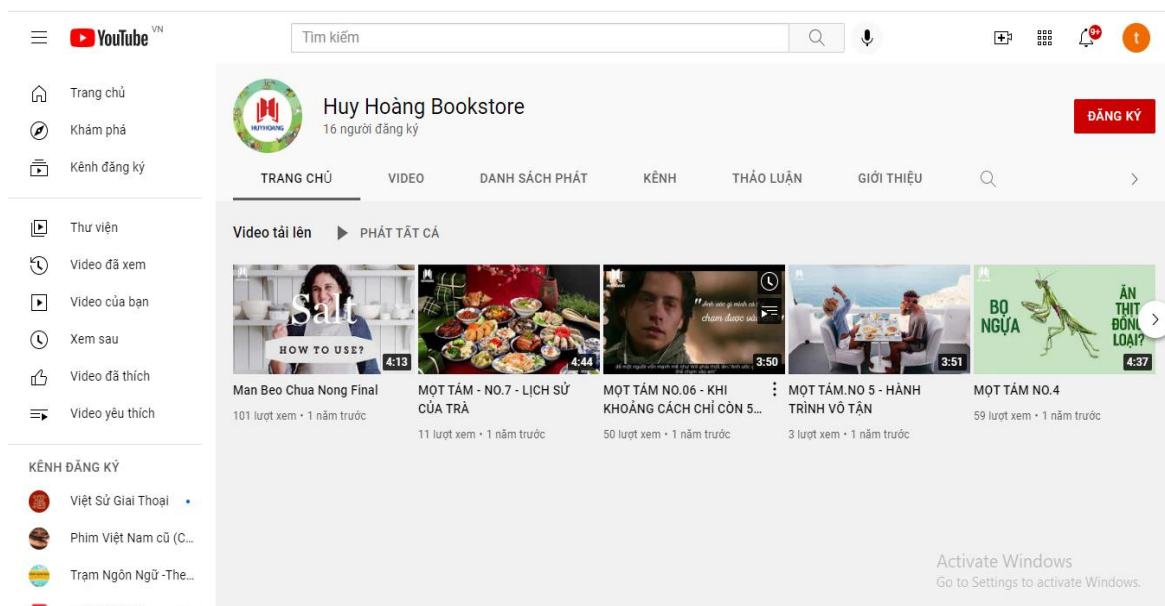 YouTube VN
Tìm kiếm
9+
t
Trang chủ
Khám phá
Kênh đăng ký
Thư viện
Video đã xem
Video của bạn
Xem sau
Video đã thích
Video yêu thích
KÊNH ĐĂNG KÝ
Việt Sử Giai Thoại
Phim Việt Nam cũ (C...
Trạm Ngôn Ngữ -The...
HUYHOANG
Huy Hoàng Bookstore
16 người đăng ký
ĐĂNG KÝ
TRANG CHỦ VIDEO DANH SÁCH PHÁT KÊNH THẢO LUẬN GIỚI THIỆU
Video tải lên PHÁT TẤT CẢ
Salt
HOW TO USE?
4:13
Man Beo Chua Nong Final
101 lượt xem • 1 năm trước
4:44
MỌT TÁM - NO.7 - LỊCH SỬ
CỦA TRÀ
11 lượt xem • 1 năm trước
3:50
MỌT TÁM NO.06 - KHI
KHOẢNG CÁCH CHỈ CÒN 5...
50 lượt xem • 1 năm trước
3:51
MỌT TÁM.NO 5 - HÀNH
TRÌNH VÔ TẬN
3 lượt xem • 1 năm trước
BỌ
NGỰA
ĂN
THỊT
ĐỒNG
LOẠI?
4:37
MỌT TÁM NO.4
59 lượt xem • 1 năm trước
Activate Windows
Go to Settings to activate Windows.